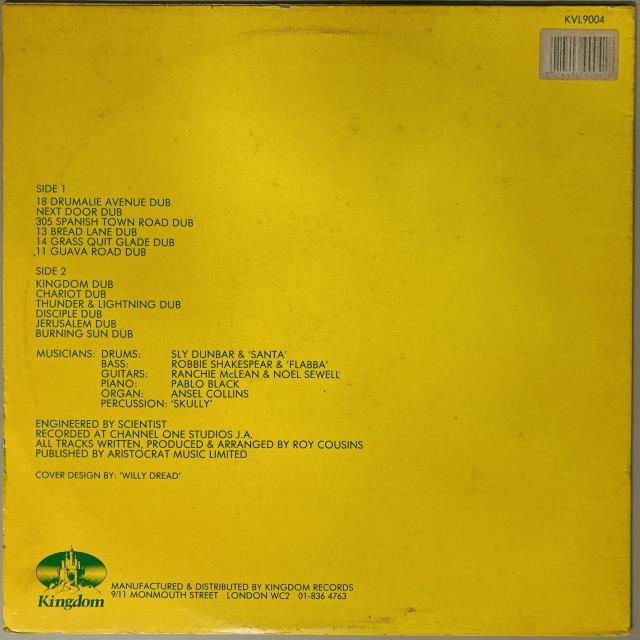 KVL9004
SIDE 1
18 DRUMALIE AVENUE DUB
NEXT DOOR DUB
305 SPANISH TOWN ROAD DUB
13 BREAD LANE DUB
14 GRASS QUIT GLADE DUB
11 GUAVA ROAD DUB
SIDE 2
KINGDOM DUB
CHARIOT DUB
THUNDER & LIGHTNING DUB
DISCIPLE DUB
JERUSALEM DUB
BURNING SUN DUB
MUSICIANS: DRUMS: SLY DUNBAR & 'SANTA'
BASS: ROBBIE SHAKESPEAR & 'FLABBA'
GUITARS: RANCHIE McLEAN & NOEL SEWELL
PIANO: PABLO BLACK
ORGAN: ANSEL COLLINS
PERCUSSION: 'SKULLY'
ENGINEERED BY SCIENTIST
RECORDED AT CHANNEL ONE STUDIOS J.A.
ALL TRACKS WRITTEN, PRODUCED & ARRANGED BY ROY COUSINS
PUBLISHED BY ARISTOCRAT MUSIC LIMITED
COVER DESIGN BY: 'WILLY DREAD'
Kingdom
MANUFACTURED & DISTRIBUTED BY KINGDOM RECORDS
9/11 MONMOUTH STREET LONDON WC2 01-836 4763